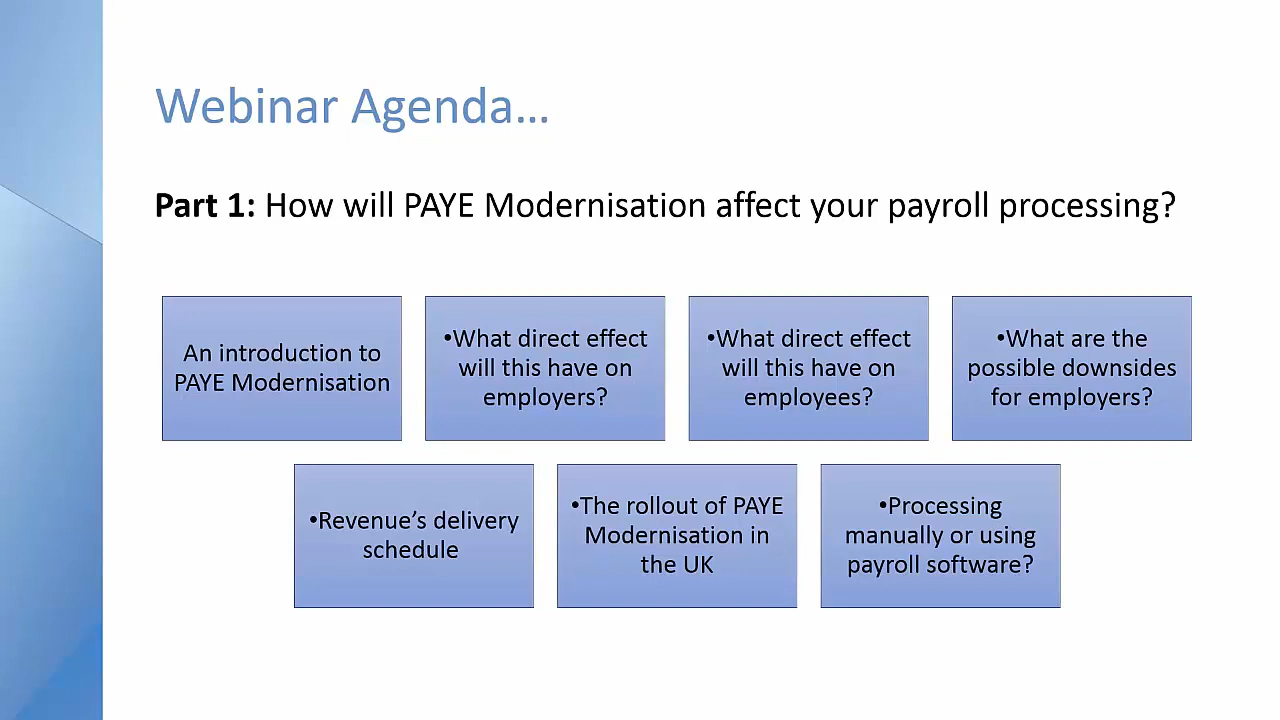 Webinar Agenda...
Part 1: How will PAYE Modernisation affect your payroll processing?
An introduction to
PAYE Modernisation
•What direct effect
will this have on
employers?
•What direct effect
will this have on
employees?
•What are the
possible downsides
for employers?
•Revenue’s delivery
schedule
•The rollout of PAYE
Modernisation in
the UK
•Processing
manually or using
payroll software?